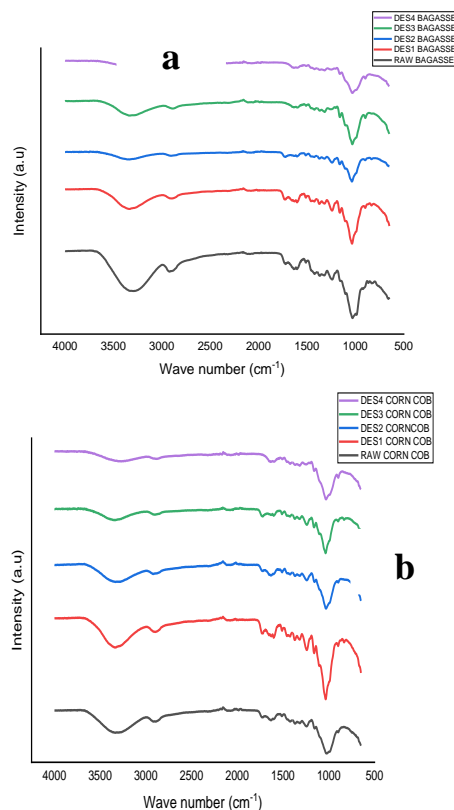 a
DES4 BAGASSE
DES3 BAGASSE
DES2 BAGASSE
DES1 BAGASSE
RAW BAGASSE
Intensity (a.u)
4000 3500 3000 2500 2000 1500 1000 500
Wave number (cm-1)
DES4 CORN COB
DES3 CORN COB
DES2 CORNCOB
DES1 CORN COB
RAW CORN COB
b
Intensity (a.u)
4000 3500 3000 2500 2000 1500 1000 500
Wave number (cm-1)